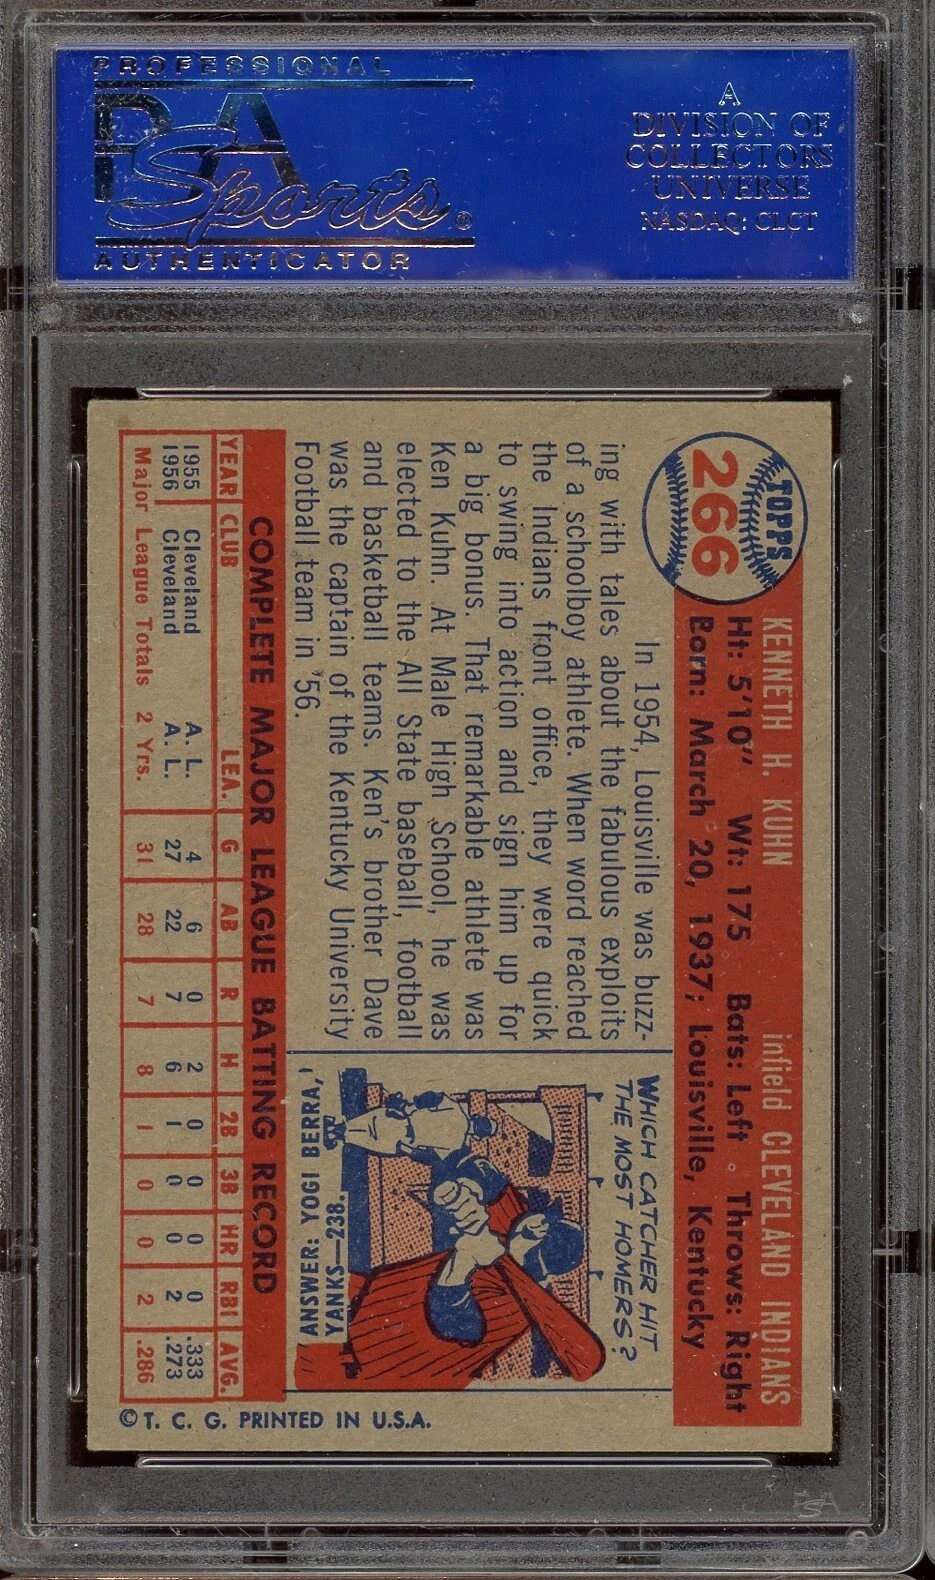 PROFESSIONAL
PSA
Sports®
AUTHENTICATOR
A
DIVISION OF
COLLECTORS
UNIVERSE
NASDAQ: CLCT
TOPPS
266
KENNETH H. KUHN infield CLEVELAND INDIANS
Ht: 5'10" Wt: 175 Bats: Left Throws: Right
Born: March 20, 1937; Louisville, Kentucky
In 1954, Louisville was buzz-
ing with tales about the fabulous exploits
of a schoolboy athlete. When word reached
the Indians front office, they were quick
to swing into action and sign him up for
a big bonus. That remarkable athlete was
Ken Kuhn. At Male High School, he was
elected to the All State baseball, football
and basketball teams. Ken's brother Dave
was the captain of the Kentucky University
Football team in '56.
WHICH CATCHER HIT
THE MOST HOMERS?
ANSWER: YOGI BERRA,
YANKS—238.
COMPLETE MAJOR LEAGUE BATTING RECORD
YEAR CLUB LEA. G AB R H 2B 3B HR RBI AVG.
1955 Cleveland A. L. 4 6 0 2 0 0 0 0 .333
1956 Cleveland A. L. 27 22 7 6 1 0 0 2 .273
Major League Totals 2 Yrs. 31 28 7 8 1 0 0 2 .286
© T. C. G. PRINTED IN U.S.A.
PSA